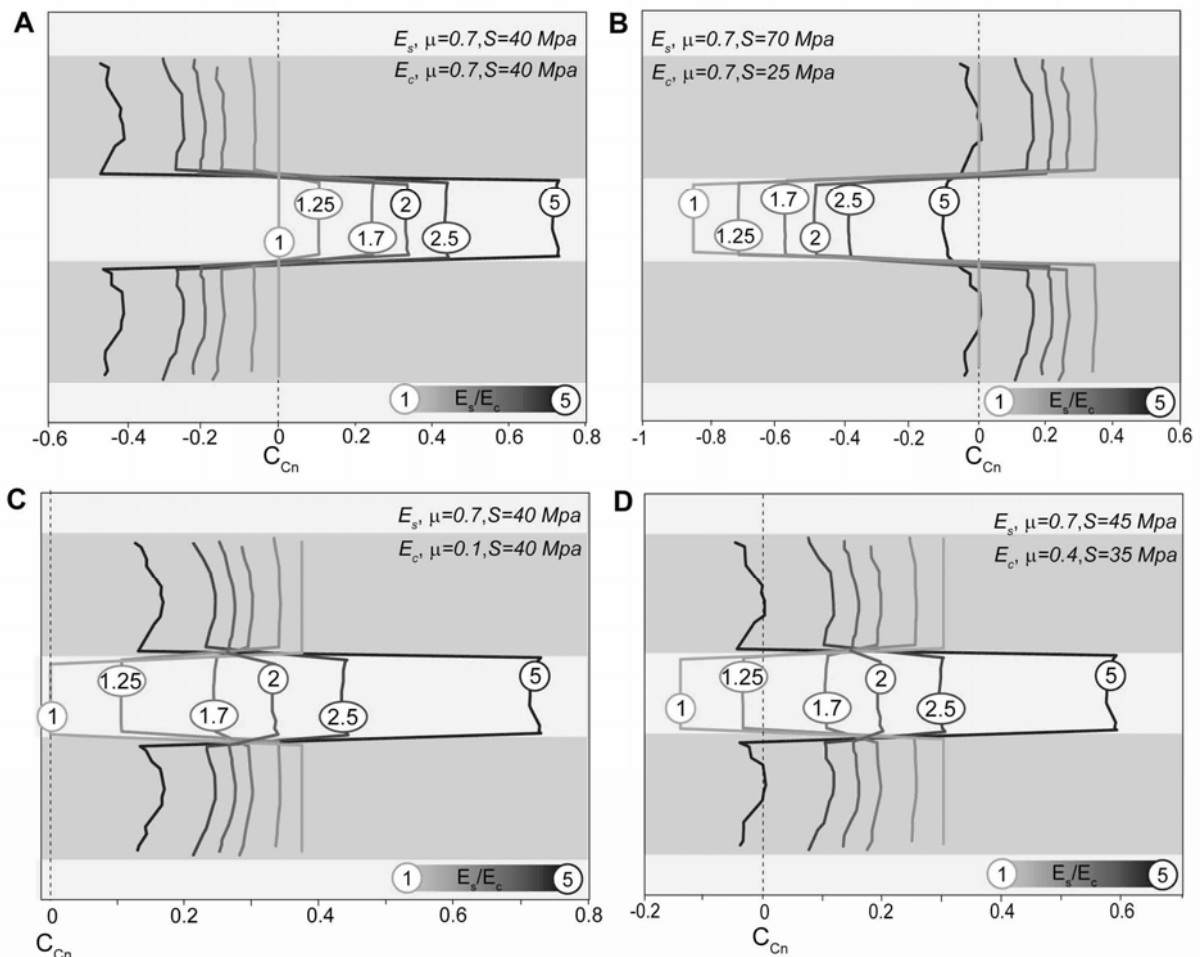 A
E_s, μ=0.7,S=40 Mpa
E_c, μ=0.7,S=40 Mpa
1
1.25
1.7
2
2.5
5
1 E_s/E_c 5
-0.6 -0.4 -0.2 0 0.2 0.4 0.6 0.8
C_Cn
B
E_s, μ=0.7,S=70 Mpa
E_c, μ=0.7,S=25 Mpa
1
1.25
1.7
2
2.5
5
1 E_s/E_c 5
-1 -0.8 -0.6 -0.4 -0.2 0 0.2 0.4 0.6
C_Cn
C
E_s, μ=0.7,S=40 Mpa
E_c, μ=0.1,S=40 Mpa
1
1.25
1.7
2
2.5
5
1 E_s/E_c 5
0 0.2 0.4 0.6 0.8
C_Cn
D
E_s, μ=0.7,S=45 Mpa
E_c, μ=0.4,S=35 Mpa
1
1.25
1.7
2
2.5
5
1 E_s/E_c 5
-0.2 0 0.2 0.4 0.6
C_Cn